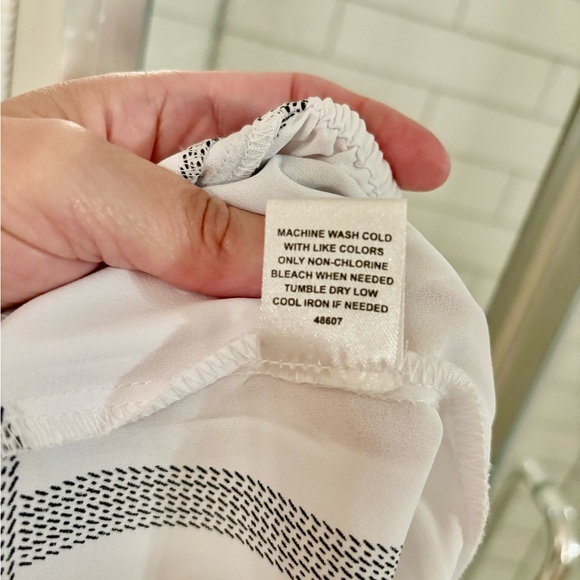 MACHINE WASH COLD
WITH LIKE COLORS
ONLY NON-CHLORINE
BLEACH WHEN NEEDED
TUMBLE DRY LOW
COOL IRON IF NEEDED
48607